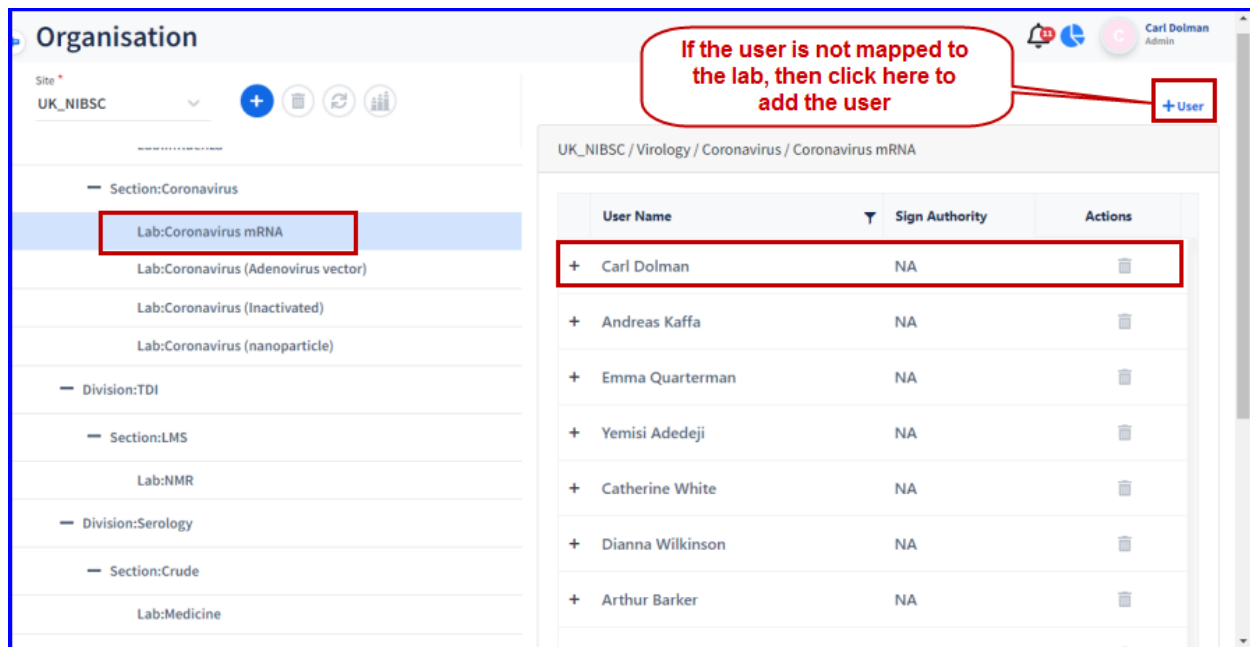 Organisation
11
C
Carl Dolman
Admin
If the user is not mapped to
the lab, then click here to
add the user
Site *
UK_NIBSC
+ User
UK_NIBSC / Virology / Coronavirus / Coronavirus mRNA
Section:Coronavirus
Lab:Coronavirus mRNA
Lab:Coronavirus (Adenovirus vector)
Lab:Coronavirus (Inactivated)
Lab:Coronavirus (nanoparticle)
Division:TDI
Section:LMS
Lab:NMR
Division:Serology
Section:Crude
Lab:Medicine
User Name Sign Authority Actions
+ Carl Dolman NA
+ Andreas Kaffa NA
+ Emma Quarterman NA
+ Yemisi Adedeji NA
+ Catherine White NA
+ Dianna Wilkinson NA
+ Arthur Barker NA